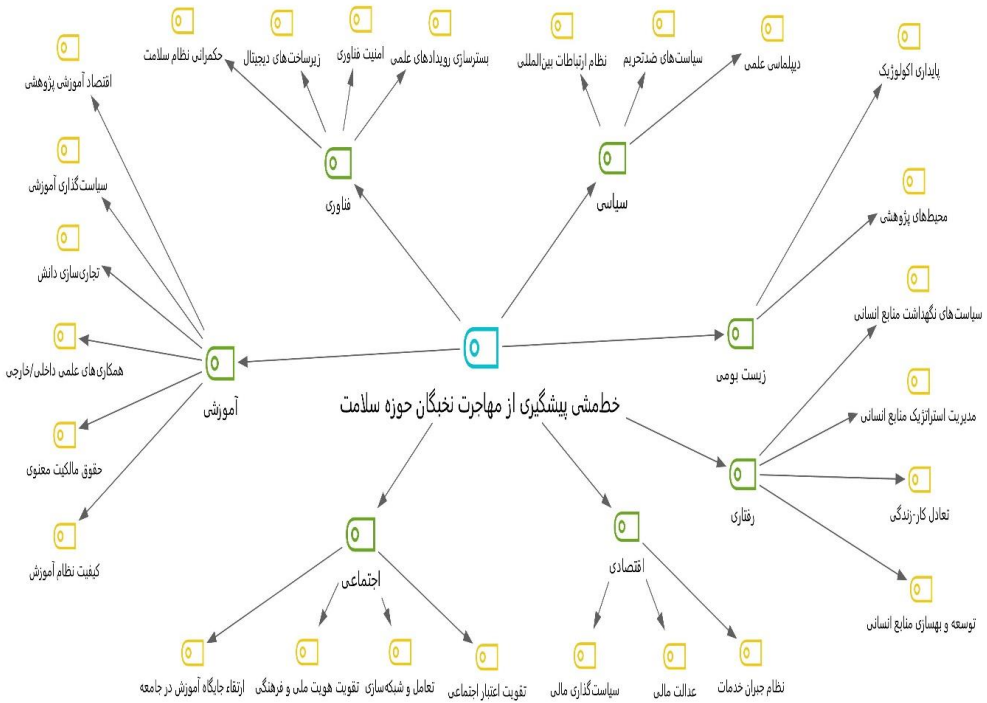 حکمرانی نظام سلامت
زیرساخت‌های دیجیتال
امنیت فناوری
بسترسازی رویدادهای علمی
نظام ارتباطات بین‌المللی
سیاست‌های ضدتحریم
دیپلماسی علمی
پایداری اکولوژیک
اقتصاد آموزشی پژوهشی
سیاست‌گذاری آموزشی
فناوری
سیاسی
محیط‌های پژوهشی
تجاری‌سازی دانش
سیاست‌های نگهداشت منابع انسانی
همکاری‌های علمی داخلی/خارجی
زیست بومی
آموزشی
خط‌مشی پیشگیری از مهاجرت نخبگان حوزه سلامت
مدیریت استراتژیک منابع انسانی
حقوق مالکیت معنوی
رفتاری
تعادل کار-زندگی
کیفیت نظام آموزش
اجتماعی
اقتصادی
توسعه و بهسازی منابع انسانی
ارتقاء جایگاه آموزش در جامعه
تقویت هویت ملی و فرهنگی
تعامل و شبکه‌سازی
تقویت اعتبار اجتماعی
سیاست‌گذاری مالی
عدالت مالی
نظام جبران خدمات